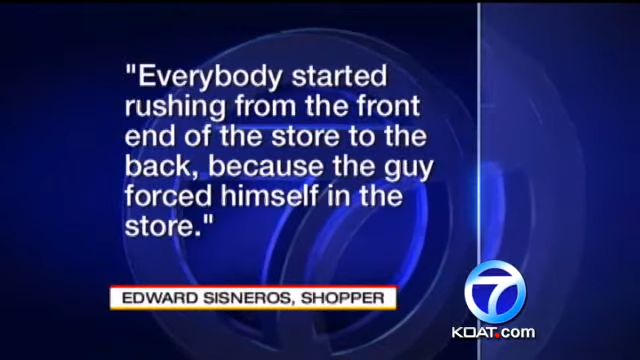 "Everybody started
rushing from the front
end of the store to the
back, because the guy
forced himself in the
store."
EDWARD SISNEROS, SHOPPER
7
KOAT.com